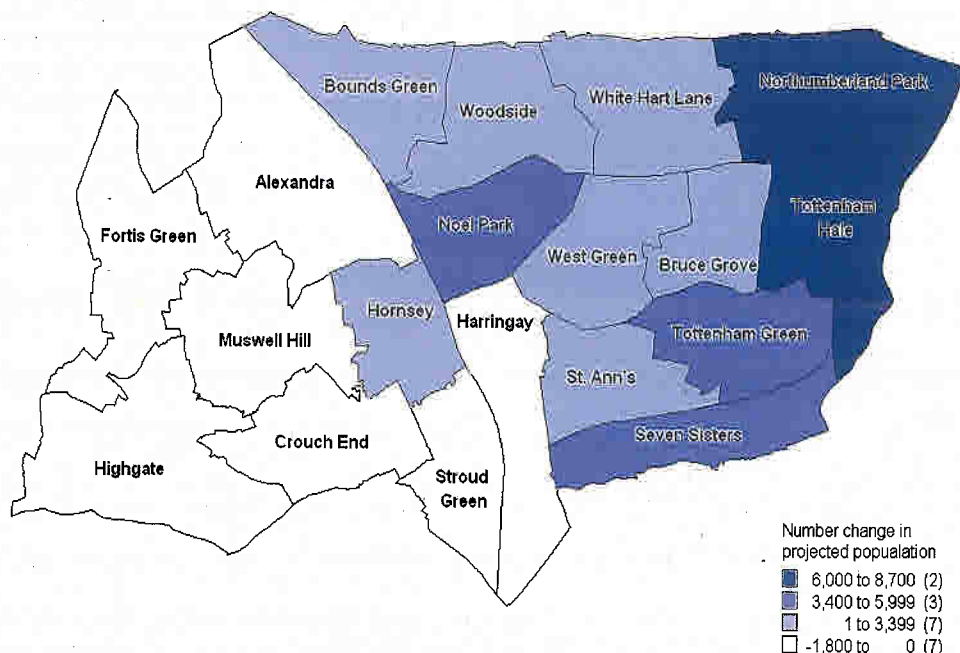 Northumberland Park
Bounds Green
Woodside
White Hart Lane
Alexandra
Tottenham
Hale
Fortis Green
Noel Park
West Green
Bruce Grove
Hornsey
Harringay
Muswell Hill
Tottenham Green
St. Ann's
Crouch End
Seven Sisters
Highgate
Stroud
Green
Number change in
projected popualation
6,000 to 8,700 (2)
3,400 to 5,999 (3)
1 to 3,399 (7)
-1,800 to 0 (7)